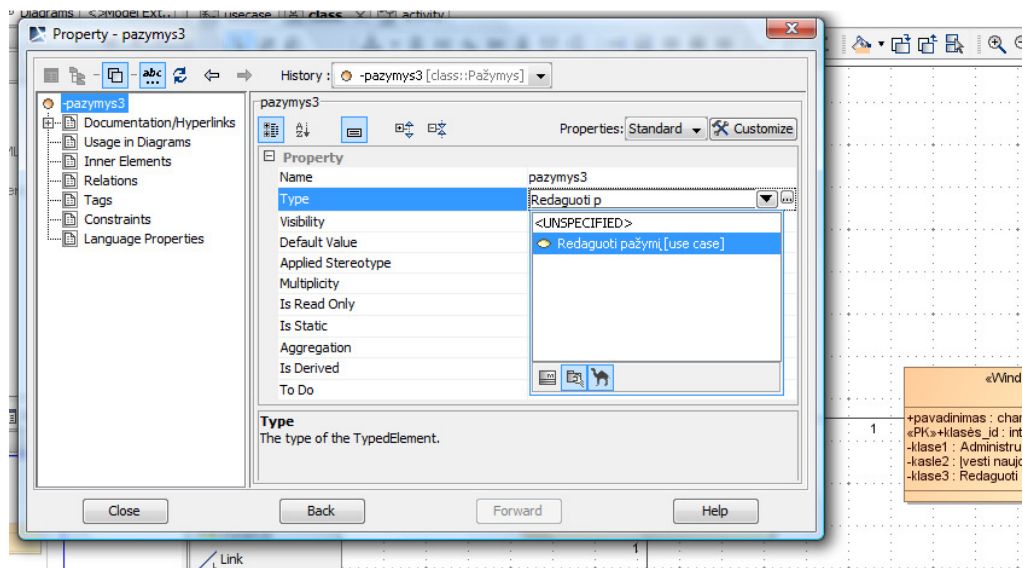 Diagrams
Model Ext..
usecase
class
activity
Property - pazymys3
History : -pazymys3 [class::Pažymys]
-pazymys3
Documentation/Hyperlinks
Usage in Diagrams
Inner Elements
Relations
Tags
Constraints
Language Properties
pazymys3
Properties: Standard Customize
Property
Name pazymys3
Type Redaguoti p
<UNSPECIFIED>
Redaguoti pažymį [use case]
Visibility
Default Value
Applied Stereotype
Multiplicity
Is Read Only
Is Static
Aggregation
Is Derived
To Do
Type
The type of the TypedElement.
Close Back Forward Help
«Wind
+pavadinimas : char
«PK»+klasės_id : int
-klase1 : Administru
-kasle2 : Įvesti naujo
-klase3 : Redaguoti
1
1
Link